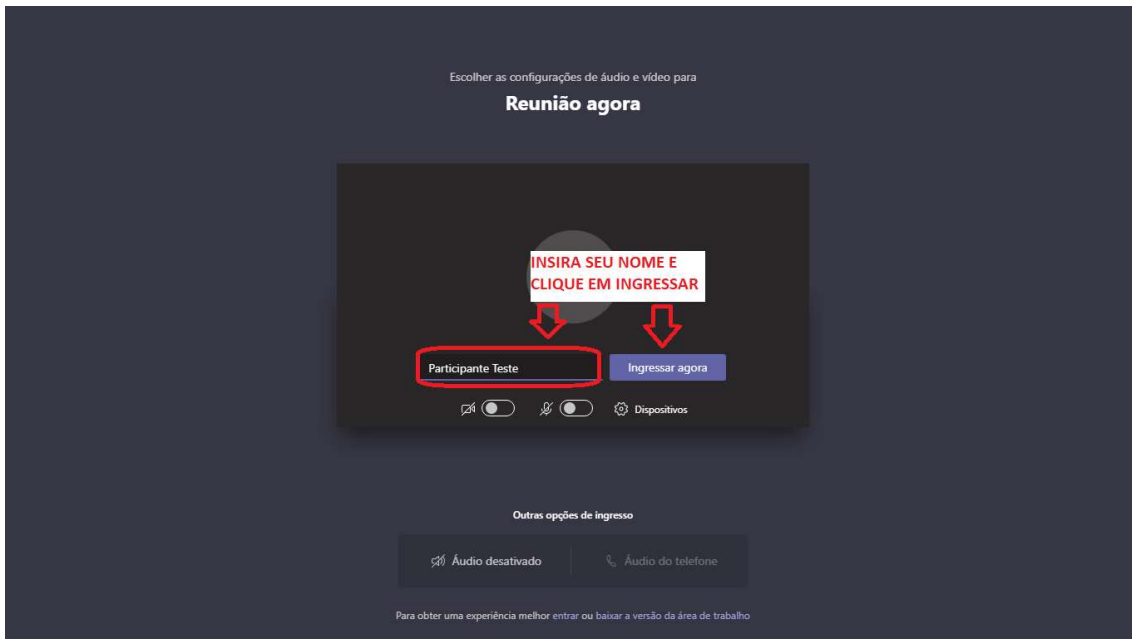 Escolher as configurações de áudio e vídeo para
Reunião agora
INSIRA SEU NOME E
CLIQUE EM INGRESSAR
Participante Teste
Ingressar agora
Dispositivos
Outras opções de ingresso
Áudio desativado
Áudio do telefone
Para obter uma experiência melhor entrar ou baixar a versão da área de trabalho